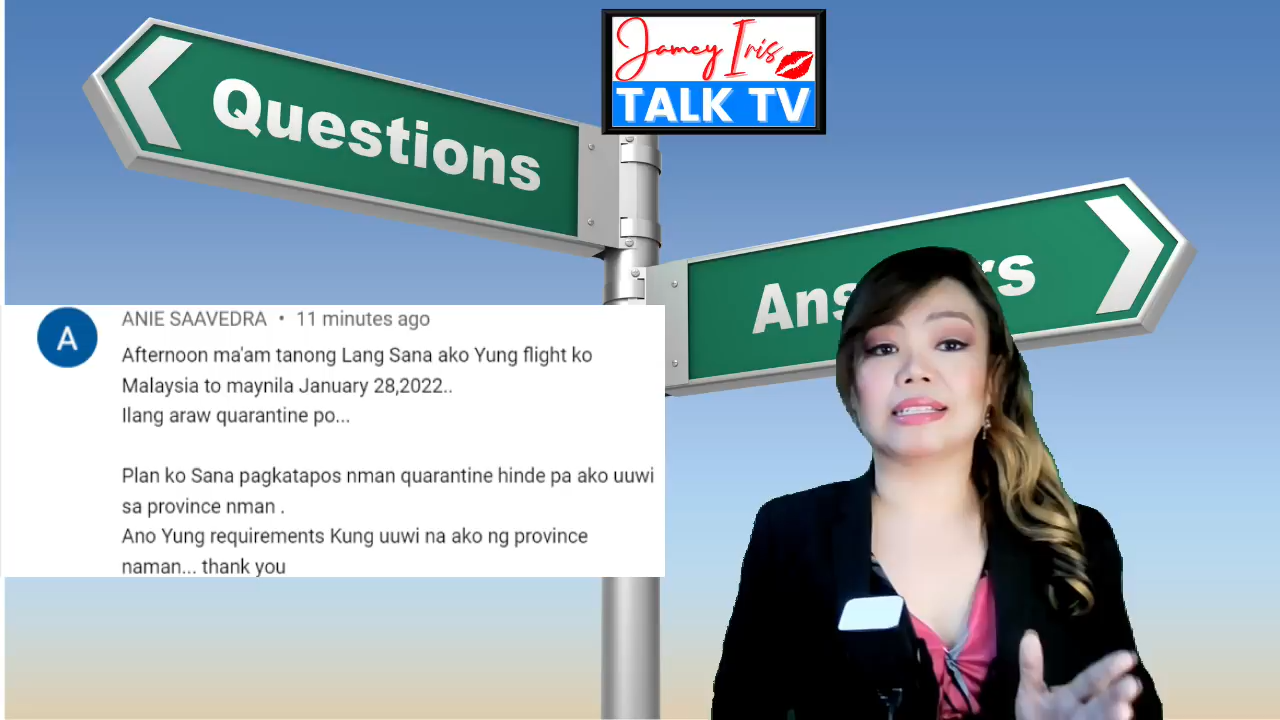 Jamey Iris
TALK TV
Questions
ANIE SAAVEDRA • 11 minutes ago
A
Afternoon ma'am tanong Lang Sana ako Yung flight ko
Malaysia to maynila January 28,2022..
Ilang araw quarantine po...
Plan ko Sana pagkatapos nman quarantine hinde pa ako uuwi
sa province nman .
Ano Yung requirements Kung uuwi na ako ng province
naman... thank you